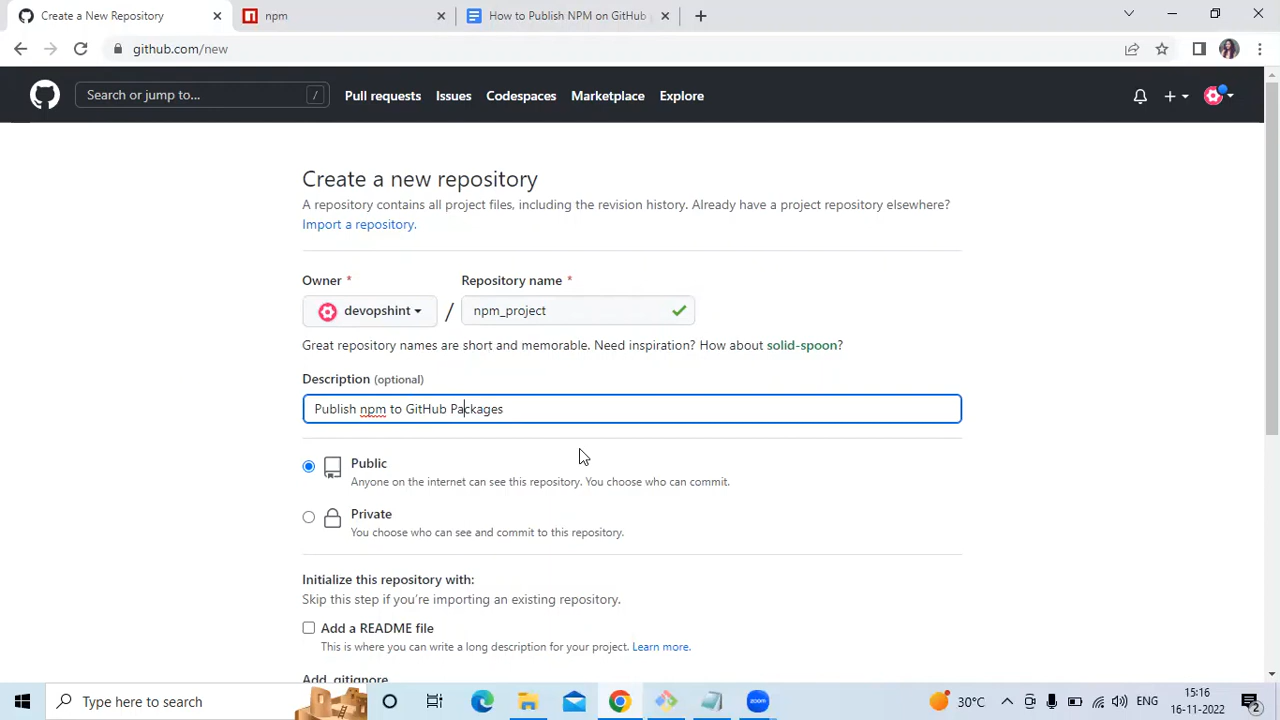 Create a New Repository
npm
How to Publish NPM on GitHub
github.com/new
Search or jump to...
/
Pull requests
Issues
Codespaces
Marketplace
Explore
Create a new repository
A repository contains all project files, including the revision history. Already have a project repository elsewhere?
Import a repository.
Owner *
Repository name *
devopshint
/
npm_project
Great repository names are short and memorable. Need inspiration? How about solid-spoon?
Description (optional)
Publish npm to GitHub Packages
Public
Anyone on the internet can see this repository. You choose who can commit.
Private
You choose who can see and commit to this repository.
Initialize this repository with:
Skip this step if you're importing an existing repository.
Add a README file
This is where you can write a long description for your project. Learn more.
Add .gitignore
Type here to search
zoom
30°C
ENG
15:16
16-11-2022
2